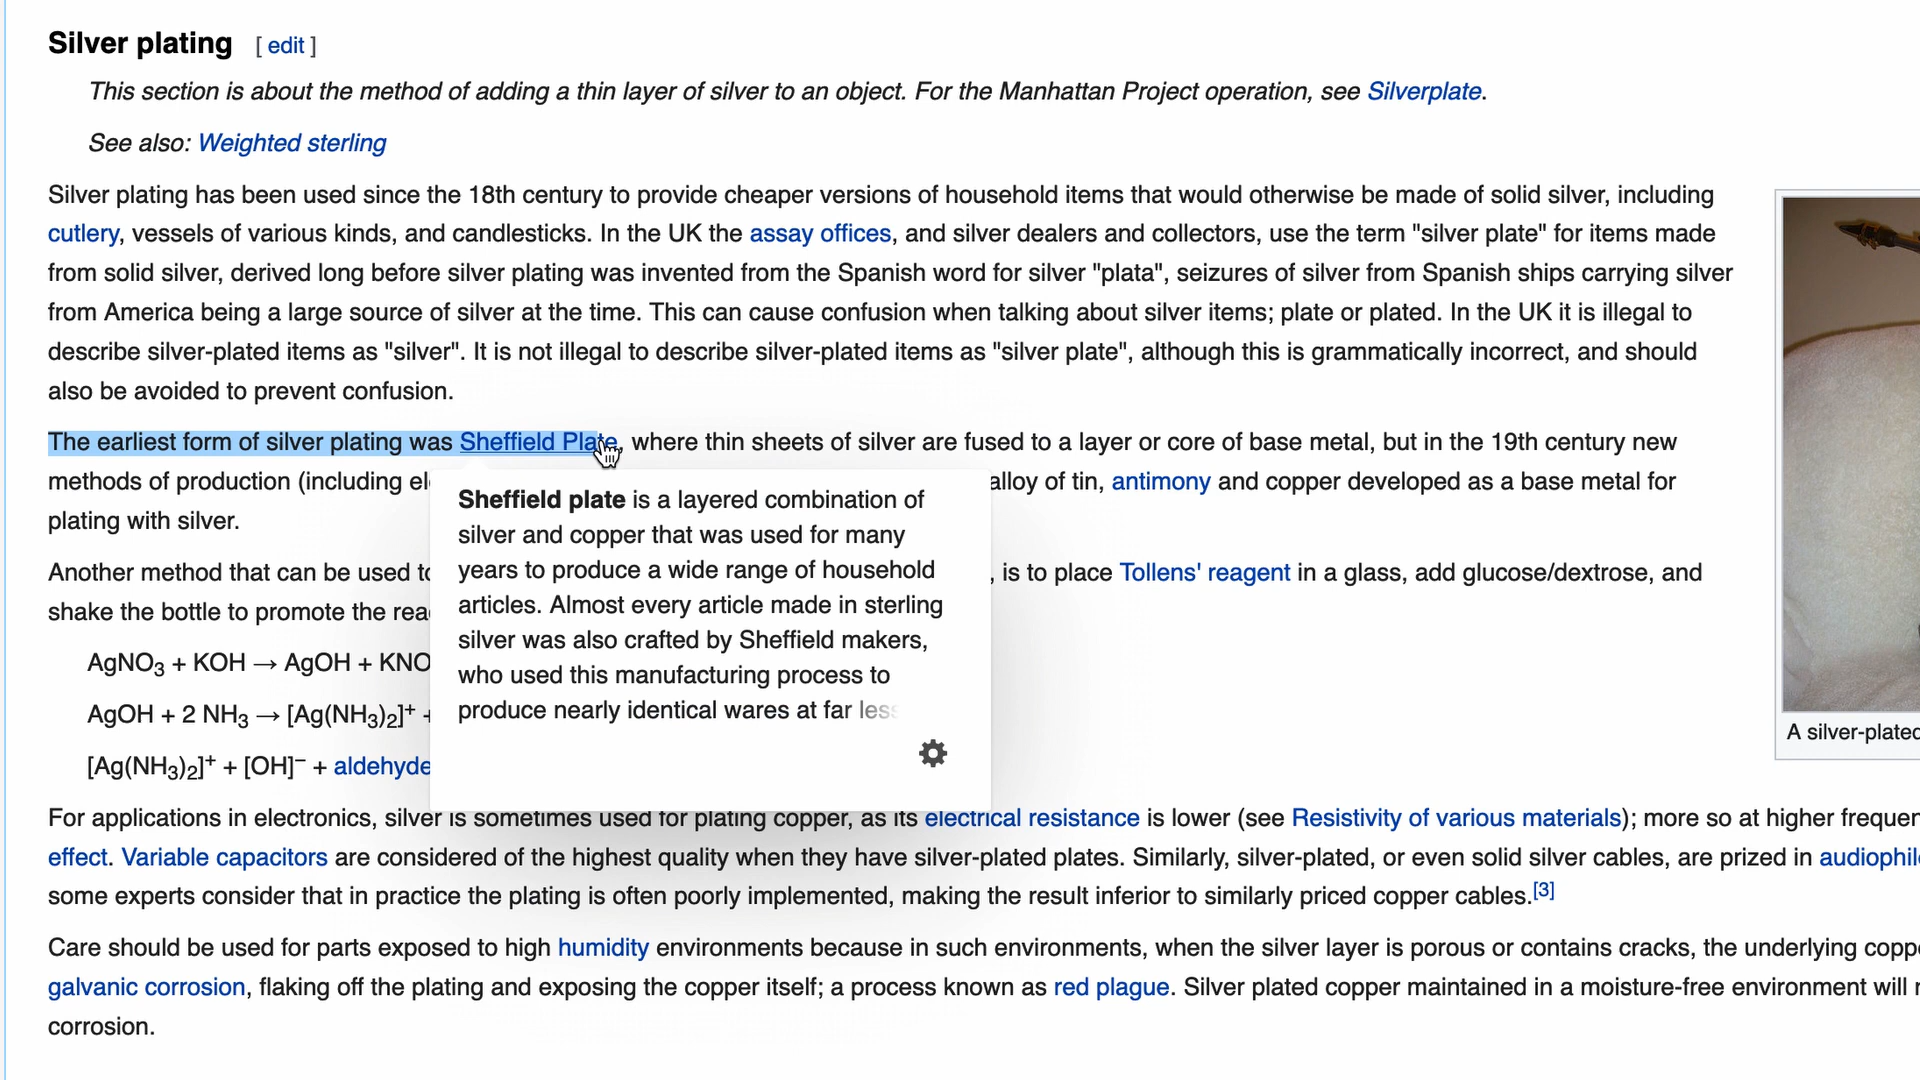 Silver plating [ edit ]
This section is about the method of adding a thin layer of silver to an object. For the Manhattan Project operation, see Silverplate.
See also: Weighted sterling
Silver plating has been used since the 18th century to provide cheaper versions of household items that would otherwise be made of solid silver, including
cutlery, vessels of various kinds, and candlesticks. In the UK the assay offices, and silver dealers and collectors, use the term "silver plate" for items made
from solid silver, derived long before silver plating was invented from the Spanish word for silver "plata", seizures of silver from Spanish ships carrying silver
from America being a large source of silver at the time. This can cause confusion when talking about silver items; plate or plated. In the UK it is illegal to
describe silver-plated items as "silver". It is not illegal to describe silver-plated items as "silver plate", although this is grammatically incorrect, and should
also be avoided to prevent confusion.
The earliest form of silver plating was Sheffield Plate, where thin sheets of silver are fused to a layer or core of base metal, but in the 19th century new
methods of production (including alloy of tin, antimony and copper developed as a base metal for
plating with silver.
Another method that can be used , is to place Tollens' reagent in a glass, add glucose/dextrose, and
shake the bottle to promote the
AgNO₃ + KOH → AgOH + KNO
AgOH + 2 NH₃ → [Ag(NH₃)₂]⁺ +
[Ag(NH₃)₂]⁺ + [OH]⁻ + aldehyde
Sheffield plate is a layered combination of
silver and copper that was used for many
years to produce a wide range of household
articles. Almost every article made in sterling
silver was also crafted by Sheffield makers,
who used this manufacturing process to
produce nearly identical wares at far less
A silver-plated
For applications in electronics, silver is sometimes used for plating copper, as its electrical resistance is lower (see Resistivity of various materials); more so at higher
effect. Variable capacitors are considered of the highest quality when they have silver-plated plates. Similarly, silver-plated, or even solid silver cables, are prized in
some experts consider that in practice the plating is often poorly implemented, making the result inferior to similarly priced copper cables.[3]
Care should be used for parts exposed to high humidity environments because in such environments, when the silver layer is porous or contains cracks, the underlying
galvanic corrosion, flaking off the plating and exposing the copper itself; a process known as red plague. Silver plated copper maintained in a moisture-free environment will
corrosion.